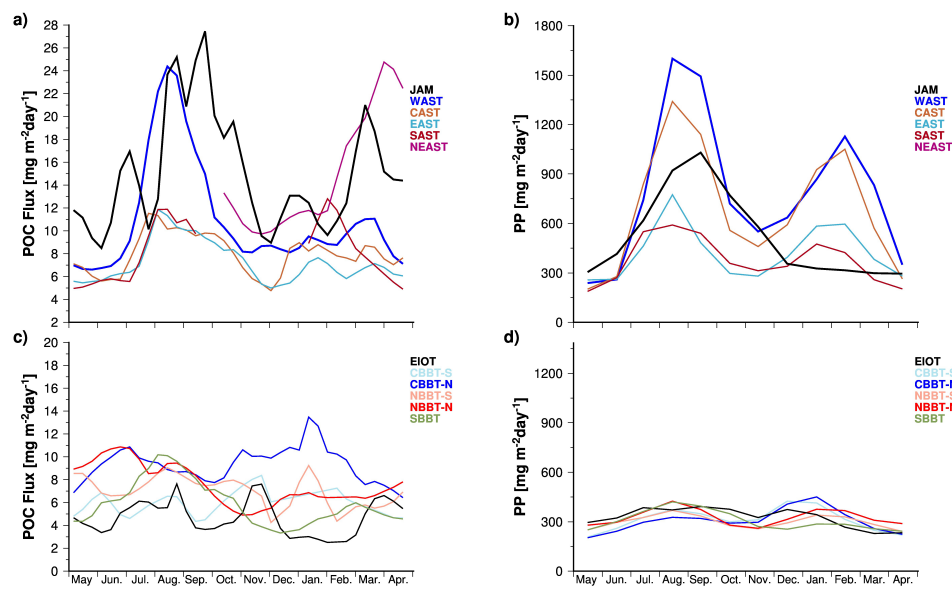 a)
POC Flux [mg m-2day-1]
28
26
24
22
20
18
16
14
12
10
8
6
4
2
JAM
WAST
CAST
EAST
SAST
NEAST
b)
PP [mg m-2day-1]
1800
1500
1200
900
600
300
0
JAM
WAST
CAST
EAST
SAST
NEAST
c)
POC Flux [mg m-2day-1]
20
18
16
14
12
10
8
6
4
2
0
May Jun. Jul. Aug. Sep. Oct. Nov. Dec. Jan. Feb. Mar. Apr.
EIOT
CBBT-S
CBBT-N
NBBT-S
NBBT-N
SBBT
d)
PP [mg m-2day-1]
1200
900
600
300
0
May Jun. Jul. Aug. Sep. Oct. Nov. Dec. Jan. Feb. Mar. Apr.
EIOT
CBBT-S
CBBT-N
NBBT-S
NBBT-N
SBBT